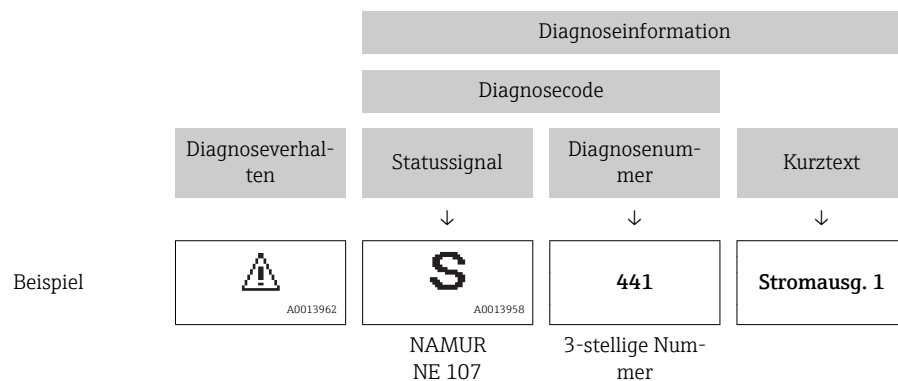 Diagnoseinformation
Diagnosecode
Diagnoseverhal-
ten
Statussignal
Diagnosenum-
mer
Kurztext
↓ ↓ ↓
Beispiel
A0013962
S
A0013958
441
Stromausg. 1
NAMUR
NE 107
3-stellige Num-
mer